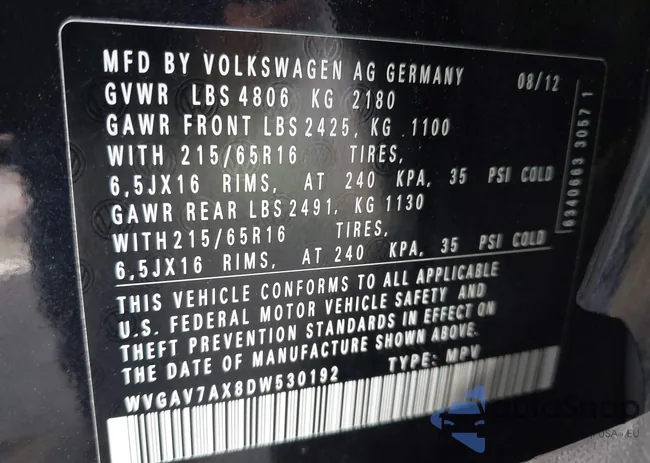 MFD BY VOLKSWAGEN AG GERMANY 08/12
GVWR LBS 4806 KG 2180
GAWR FRONT LBS 2425, KG 1100
WITH 215/65R16 TIRES,
6,5JX16 RIMS, AT 240 KPA, 35 PSI COLD
GAWR REAR LBS 2491, KG 1130
WITH 215/65R16 TIRES,
6,5JX16 RIMS, AT 240 KPA, 35 PSI COLD
THIS VEHICLE CONFORMS TO ALL APPLICABLE
U.S. FEDERAL MOTOR VEHICLE SAFETY AND
THEFT PREVENTION STANDARDS IN EFFECT ON
THE DATE OF MANUFACTURE SHOWN ABOVE.
WVGAV7AX8DW530192 TYPE: MPV
6340663 3057 1